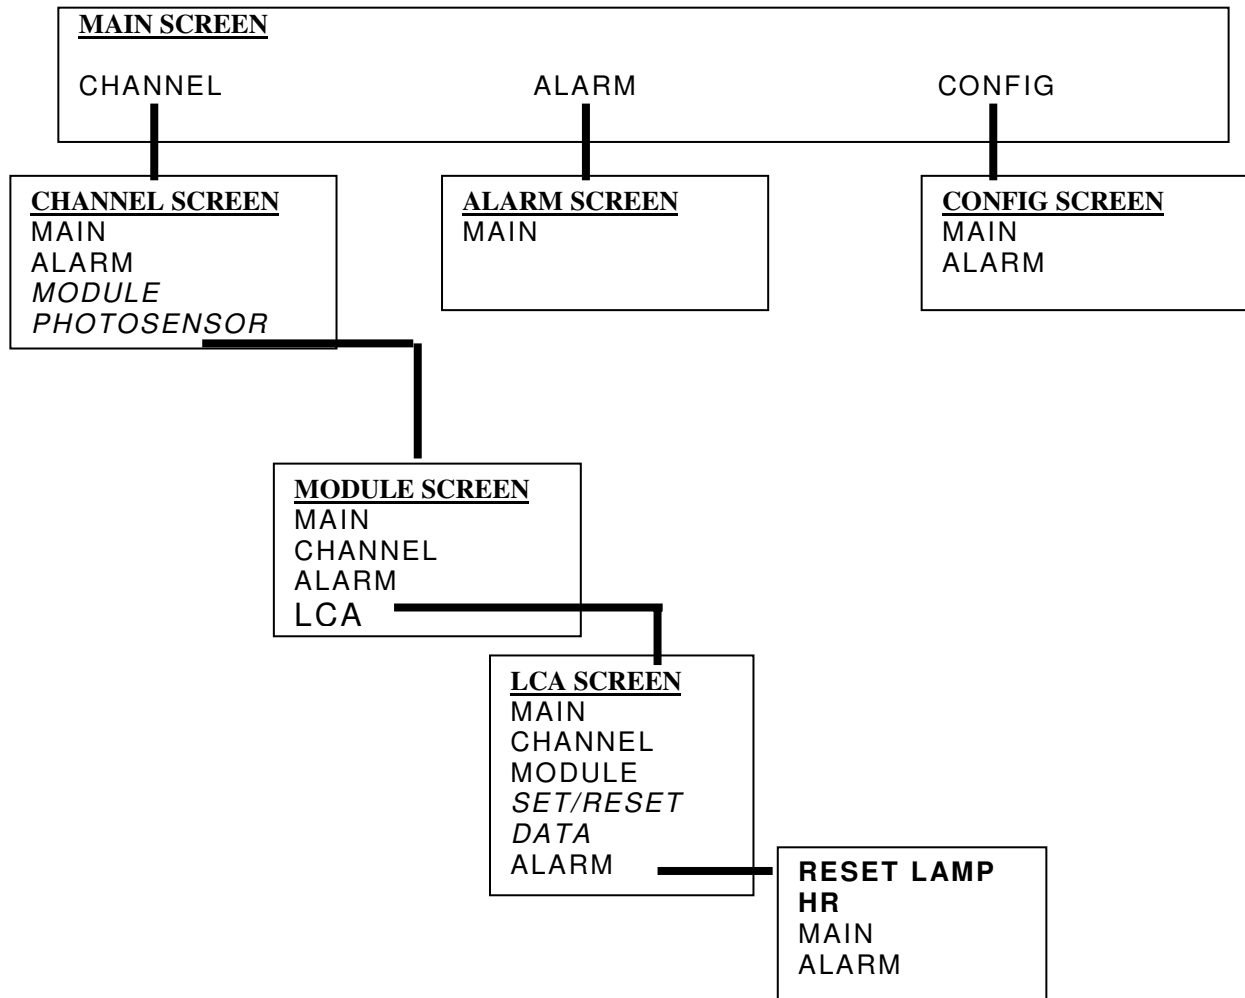 MAIN SCREEN
CHANNEL ALARM CONFIG
CHANNEL SCREEN
MAIN
ALARM
MODULE
PHOTOSENSOR
ALARM SCREEN
MAIN
CONFIG SCREEN
MAIN
ALARM
MODULE SCREEN
MAIN
CHANNEL
ALARM
LCA
LCA SCREEN
MAIN
CHANNEL
MODULE
SET/RESET
DATA
ALARM
RESET LAMP
HR
MAIN
ALARM